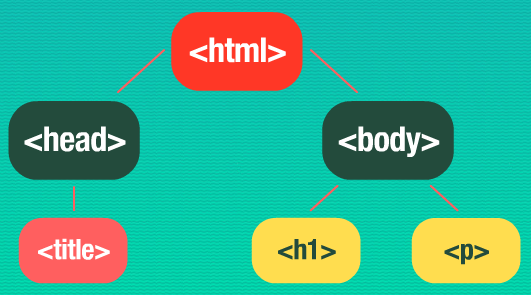 <html>
<head>
<body>
<title>
<h1>
<p>